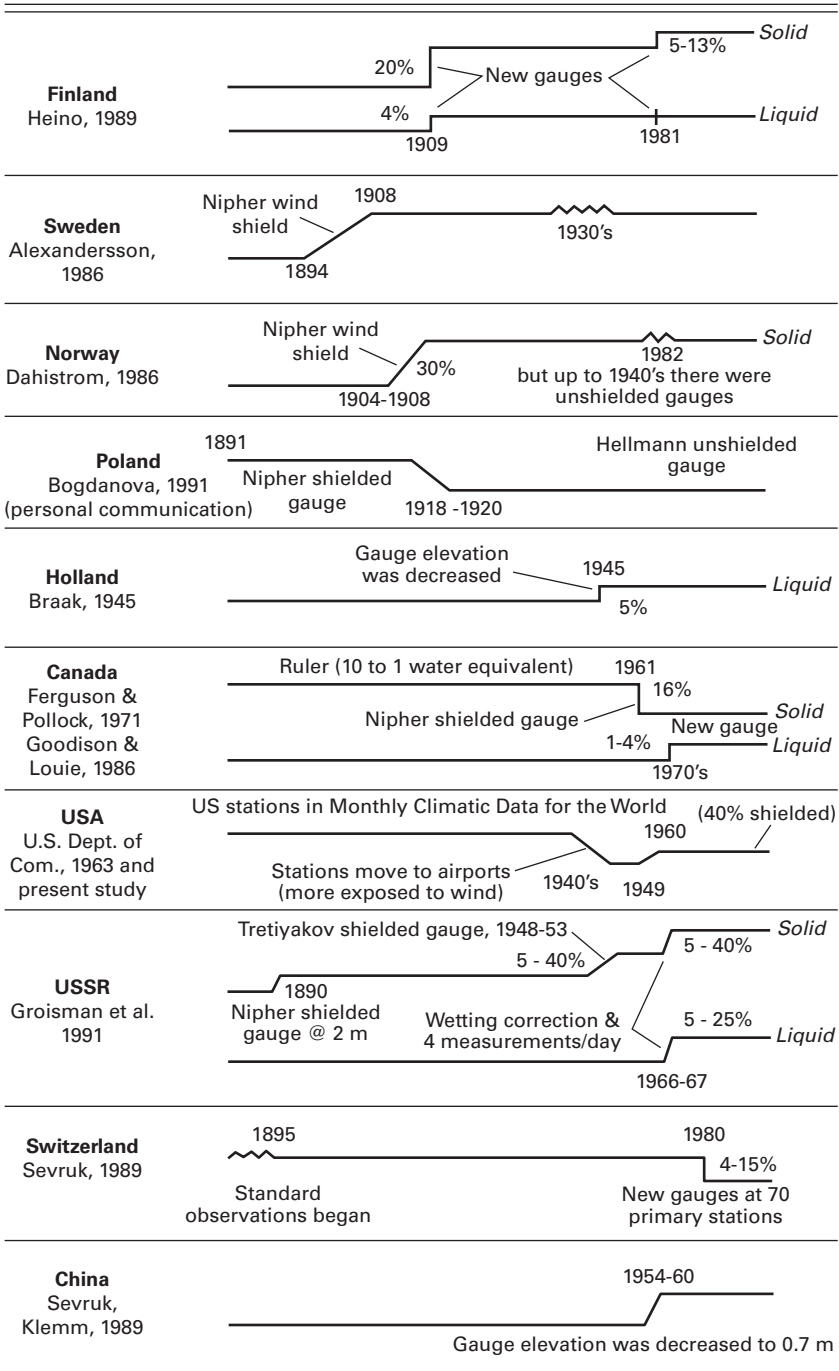 Finland
Heino, 1989
20%
4%
New gauges
5-13%
Solid
Liquid
1909
1981
Sweden
Alexandersson,
1986
Nipher wind
shield
1894
1908
1930's
Norway
Dahistrom, 1986
Nipher wind
shield
30%
1904-1908
Solid
1982
but up to 1940's there were
unshielded gauges
Poland
Bogdanova, 1991
(personal communication)
1891
Nipher shielded
gauge
1918 -1920
Hellmann unshielded
gauge
Holland
Braak, 1945
Gauge elevation
was decreased
1945
5%
Liquid
Canada
Ferguson &
Pollock, 1971
Goodison &
Louie, 1986
Ruler (10 to 1 water equivalent)
1961
16%
Nipher shielded gauge
Solid
New gauge
1-4%
Liquid
1970's
USA
U.S. Dept. of
Com., 1963 and
present study
US stations in Monthly Climatic Data for the World
(40% shielded)
1960
Stations move to airports
(more exposed to wind)
1940's
1949
USSR
Groisman et al.
1991
Tretiyakov shielded gauge, 1948-53
Solid
5 - 40%
5 - 40%
1890
Nipher shielded
gauge @ 2 m
Wetting correction &
4 measurements/day
5 - 25%
Liquid
1966-67
Switzerland
Sevruk, 1989
1895
Standard
observations began
1980
4-15%
New gauges at 70
primary stations
China
Sevruk,
Klemm, 1989
1954-60
Gauge elevation was decreased to 0.7 m